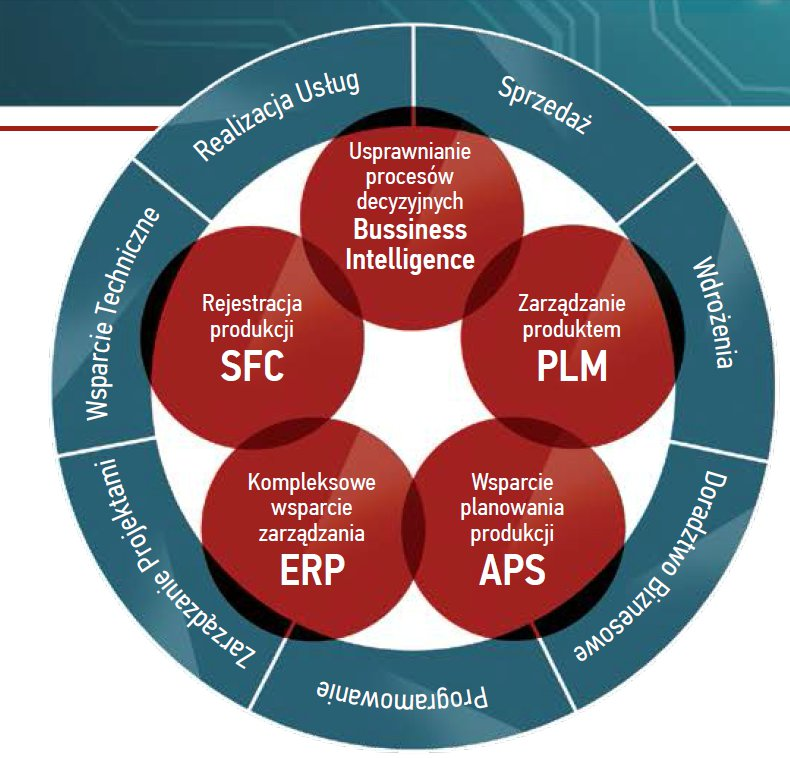 Realizacja Usług
Sprzedaż
Wdrożenia
Doradztwo Biznesowe
Programowanie
Zarządzanie Projektami
Wsparcie Techniczne
Usprawnianie
procesów
decyzyjnych
Bussiness
Intelligence
Zarządzanie
produktem
PLM
Wsparcie
planowania
produkcji
APS
Kompleksowe
wsparcie
zarządzania
ERP
Rejestracja
produkcji
SFC